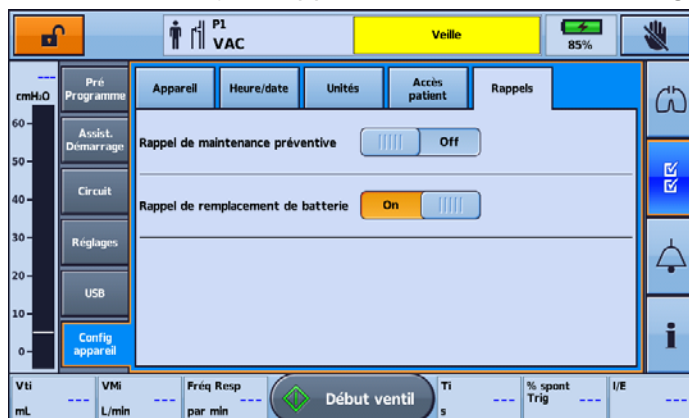 P1
VAC
Veille
85%
---
cmH2O
60
50
40
30
20
10
0
Pré
Programme
Assist.
Démarrage
Circuit
Réglages
USB
Config
appareil
Appareil
Heure/date
Unités
Accès
patient
Rappels
Rappel de maintenance préventive
Off
Rappel de remplacement de batterie
On
i
Vti
---
mL
VMi
---
L/min
Fréq Resp
---
par min
Début ventil
Ti
---
s
% spont
Trig
---
I/E
---